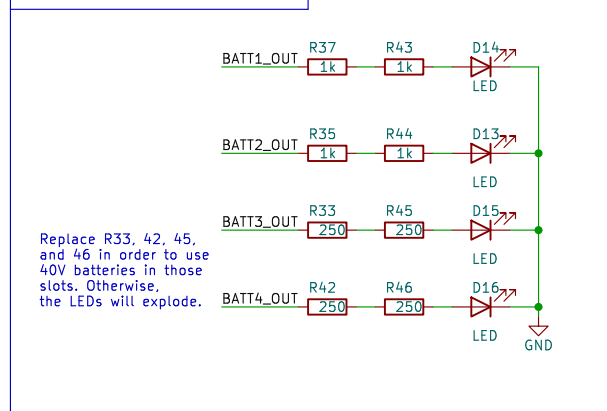 R37 R43 D14
BATT1_OUT 1k 1k
LED
R35 R44 D13
BATT2_OUT 1k 1k
LED
R33 R45 D15
BATT3_OUT 250 250
LED
Replace R33, 42, 45,
and 46 in order to use
40V batteries in those
slots. Otherwise,
the LEDs will explode.
R42 R46 D16
BATT4_OUT 250 250
LED
GND